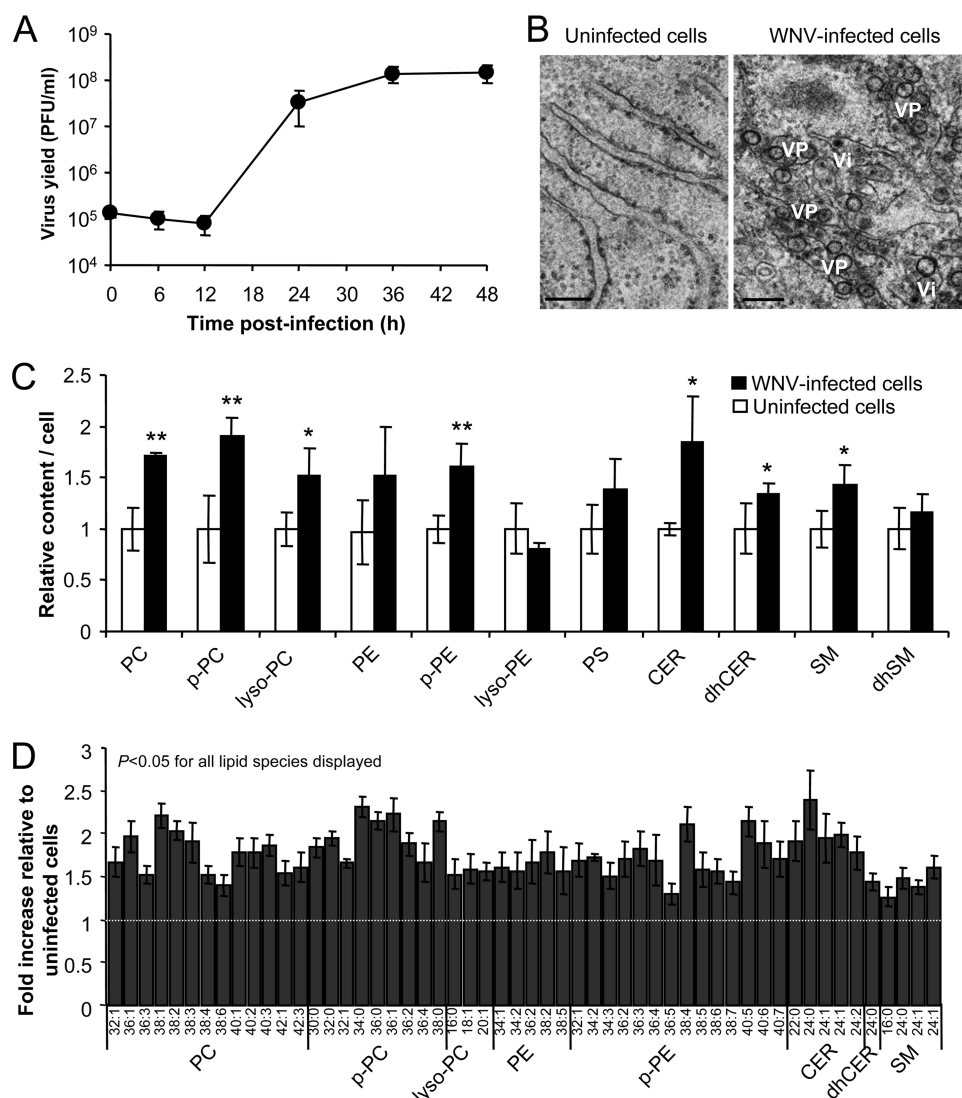 A
10⁹
10⁸
10⁷
10⁶
10⁵
10⁴
Virus yield (PFU/ml)
0 6 12 18 24 30 36 42 48
Time post-infection (h)
B
Uninfected cells WNV-infected cells
VP
VP Vi
VP
VP
Vi
C
2.5
2
1.5
1
0.5
0
Relative content / cell
WNV-infected cells
Uninfected cells
** ** * ** * * *
PC p-PC lyso-PC PE p-PE lyso-PE PS CER dhCER SM dhSM
D
P<0.05 for all lipid species displayed
3
2.5
2
1.5
1
0.5
0
Fold increase relative to
uninfected cells
32:1 36:1 36:3 38:1 38:2 38:3 38:4 38:6 40:1 40:2 40:3 42:1 42:3 30:0 32:0 32:1 34:0 36:0 36:1 36:2 36:4 38:0 16:0 18:1 20:1 34:1 34:2 36:2 38:2 38:5 32:1 34:2 34:3 36:2 36:3 36:4 36:5 38:4 38:5 38:6 38:7 40:5 40:6 40:7 22:0 24:0 24:1 24:1 24:2 24:0 16:0 24:0 24:1 24:1
PC p-PC lyso-PC PE p-PE CER dhCER SM